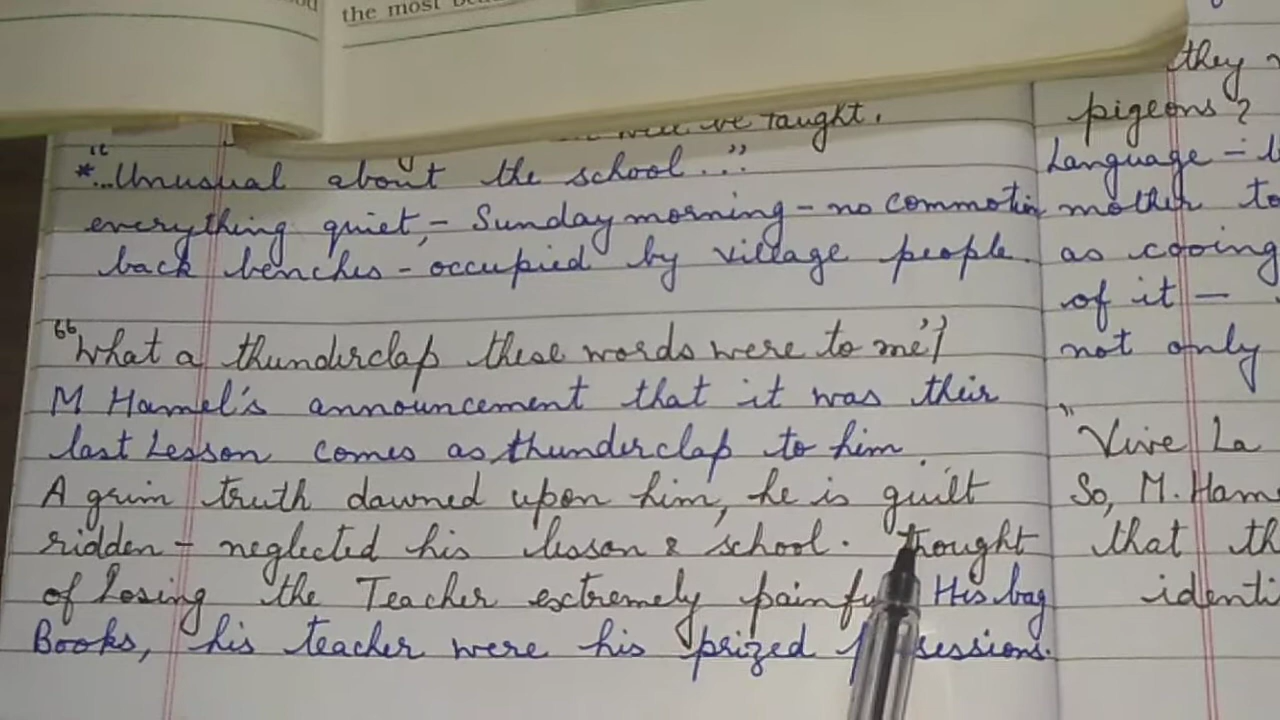 the most
taught.
"*...Unusual about the school..."
everything quiet, - Sunday morning - no commotion
back benches - occupied by village people.
"What a thunderclap these words were to me"!
M Hamel's announcement that it was their
last Lesson comes as thunderclap to him.
A grim truth dawned upon him, he is guilt
ridden - neglected his lesson & school. Thought
of Losing the Teacher extremely painful His bag
Books, his teacher were his prized possessions.
they
pigeons?
Language -
mother to
as cooing
of it -
not only
"Vive La
So, M. Hame
that th
identi